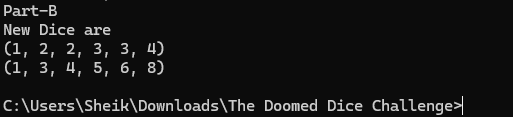 Part-B
New Dice are
(1, 2, 2, 3, 3, 4)
(1, 3, 4, 5, 6, 8)
C:\Users\Sheik\Downloads\The Doomed Dice Challenge>